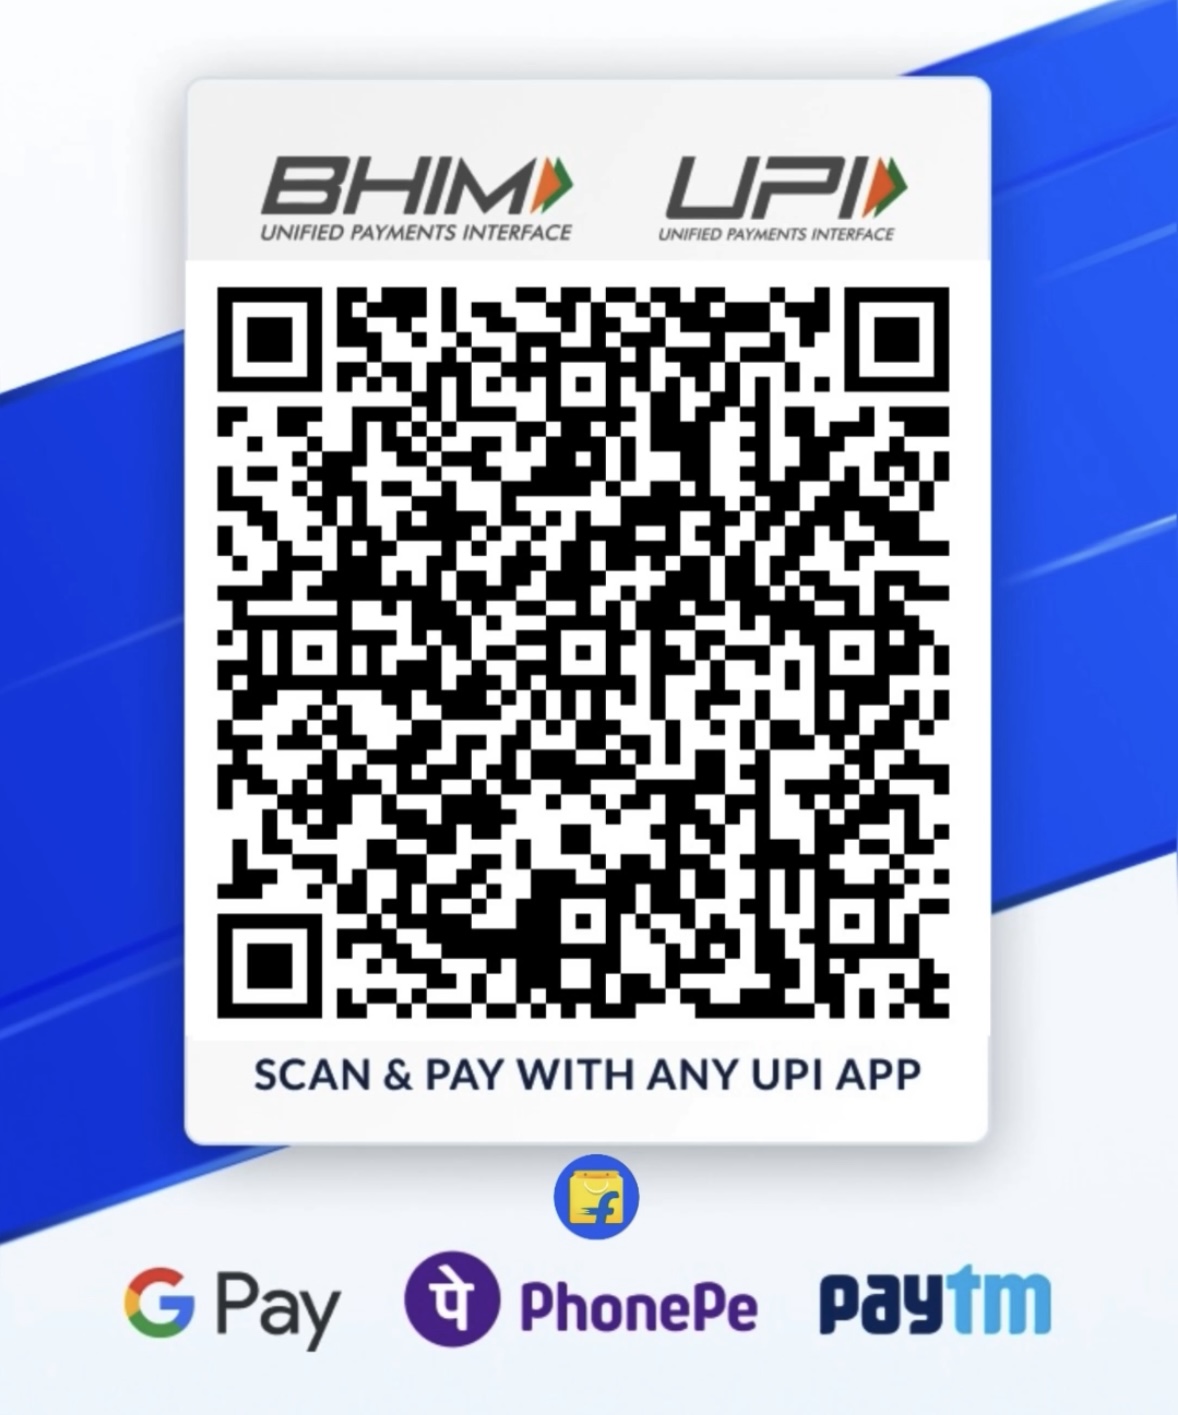 BHIM UPI
UNIFIED PAYMENTS INTERFACE UNIFIED PAYMENTS INTERFACE
SCAN & PAY WITH ANY UPI APP
f
G Pay पे PhonePe paytm